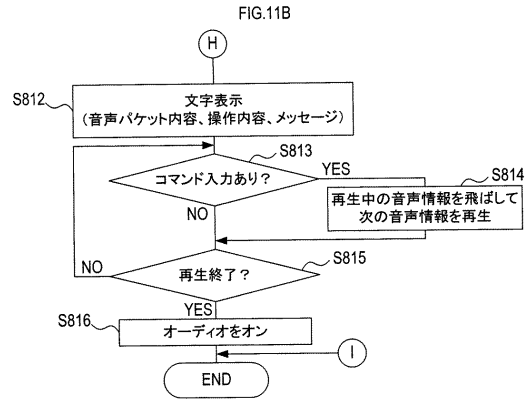 FIG.11B
H
S812
文字表示
(音声パケット内容、操作内容、メッセージ)
S813
コマンド入力あり?
YES
S814
再生中の音声情報を飛ばして
次の音声情報を再生
NO
S815
再生終了?
NO
YES
S816
オーディオをオン
I
END